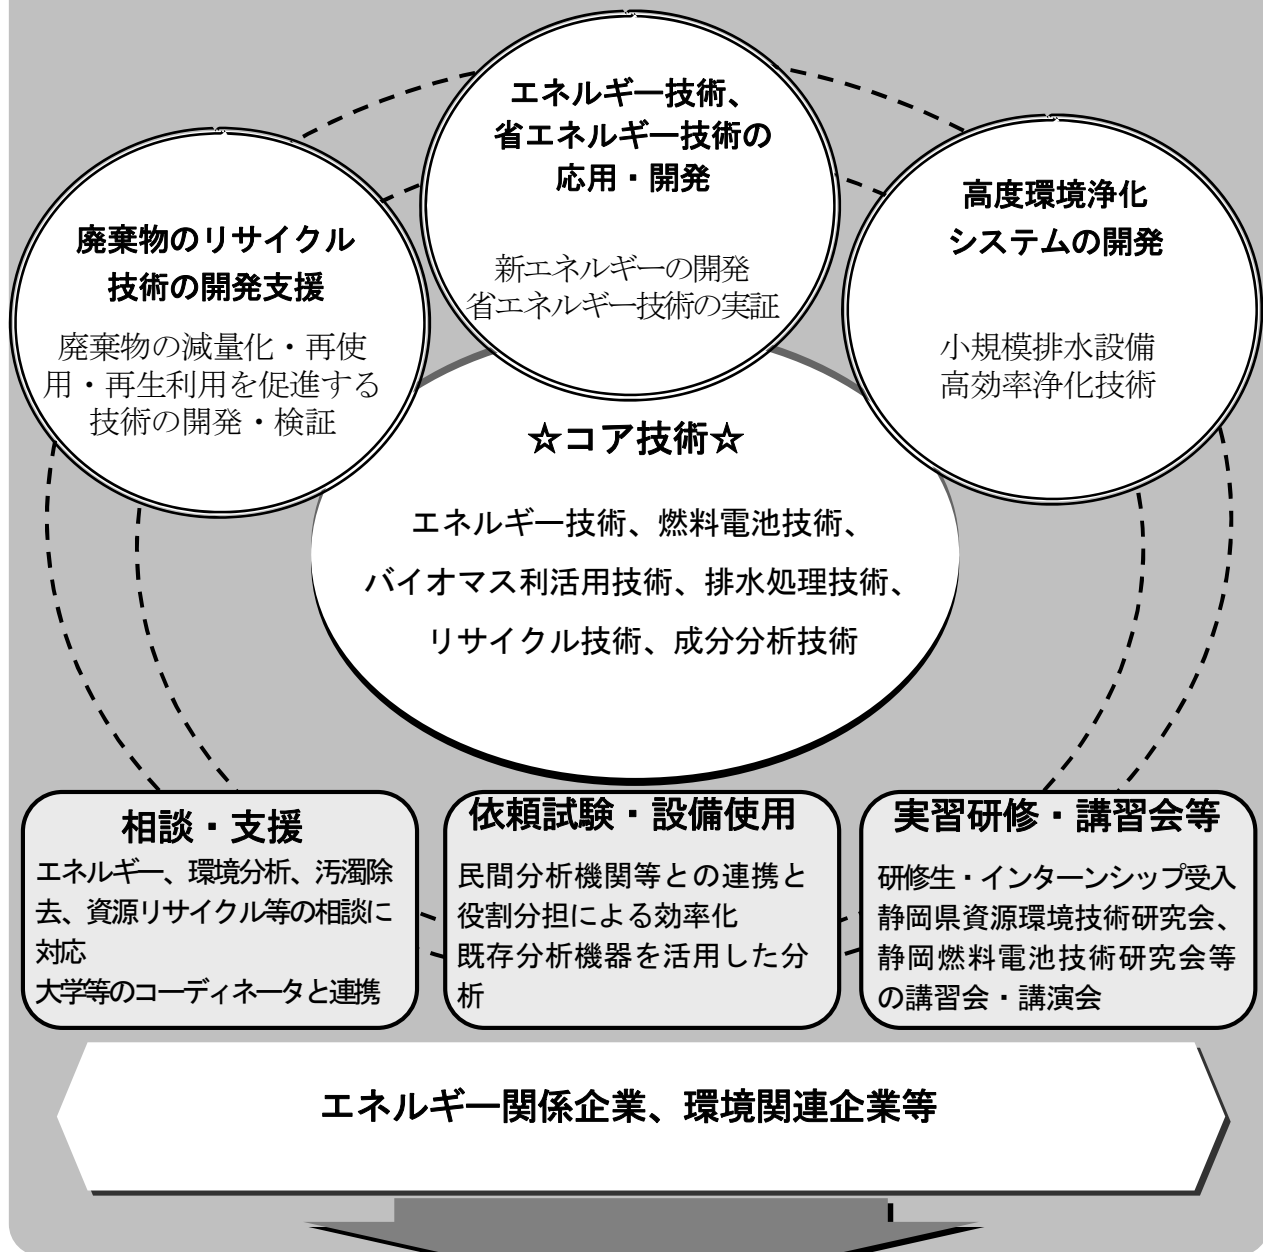 エネルギー技術、
省エネルギー技術の
応用・開発
新エネルギーの開発
省エネルギー技術の実証
廃棄物のリサイクル
技術の開発支援
廃棄物の減量化・再使
用・再生利用を促進する
技術の開発・検証
高度環境浄化
システムの開発
小規模排水設備
高効率浄化技術
☆コア技術☆
エネルギー技術、燃料電池技術、
バイオマス利活用技術、排水処理技術、
リサイクル技術、成分分析技術
相談・支援
エネルギー、環境分析、汚濁除
去、資源リサイクル等の相談に
対応
大学等のコーディネータと連携
依頼試験・設備使用
民間分析機関等との連携と
役割分担による効率化
既存分析機器を活用した分
析
実習研修・講習会等
研修生・インターンシップ受入
静岡県資源環境技術研究会、
静岡燃料電池技術研究会等
の講習会・講演会
エネルギー関係企業、環境関連企業等